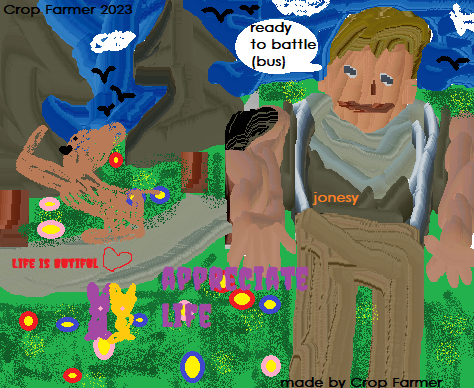 Crop Farmer 2023
ready
to battle
(bus)
jonesy
LIFE IS BUTIFUL
APPRECIATE
LIFE
made by Crop Farmer